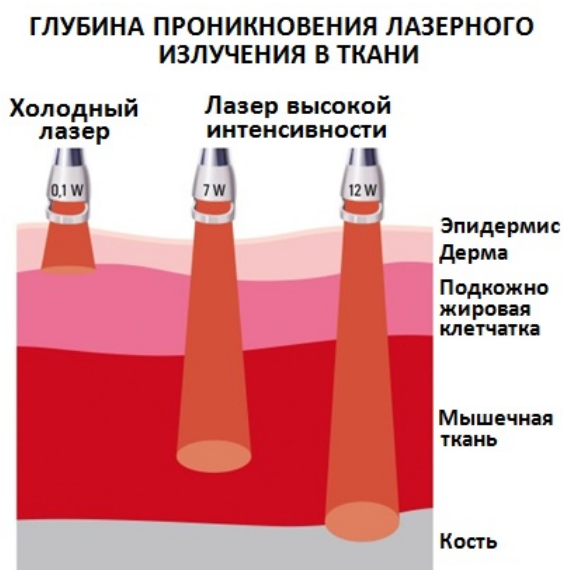 ГЛУБИНА ПРОНИКНОВЕНИЯ ЛАЗЕРНОГО
ИЗЛУЧЕНИЯ В ТКАНИ
Холодный
лазер
Лазер высокой
интенсивности
0,1 W
7 W
12 W
Эпидермис
Дерма
Подкожно
жировая
клетчатка
Мышечная
ткань
Кость